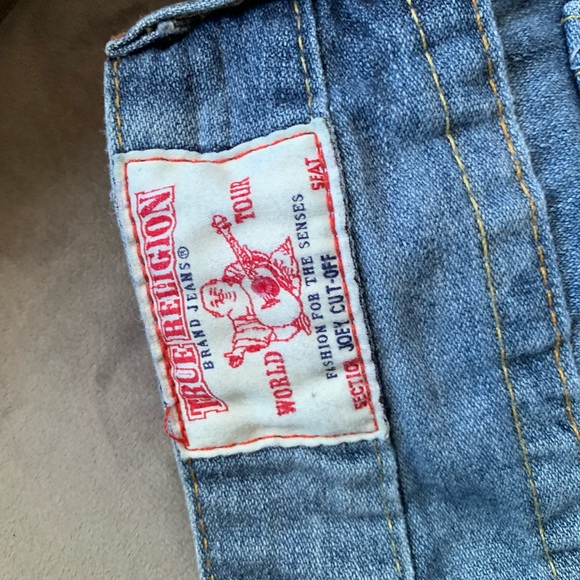 TRUE RELIGION
BRAND JEANS®
WORLD TOUR
FASHION FOR THE SENSES
SECTIO JOEY CUT-OFF SEAT